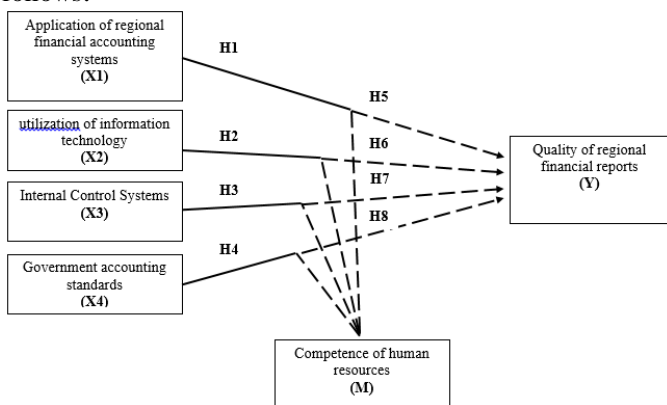 follows:
Application of regional
financial accounting
systems
(X1)
H1
H5
utilization of information
technology
(X2)
H2
H6
Quality of regional
financial reports
(Y)
Internal Control Systems
(X3)
H3
H7
H8
Government accounting
standards
(X4)
H4
Competence of human
resources
(M)